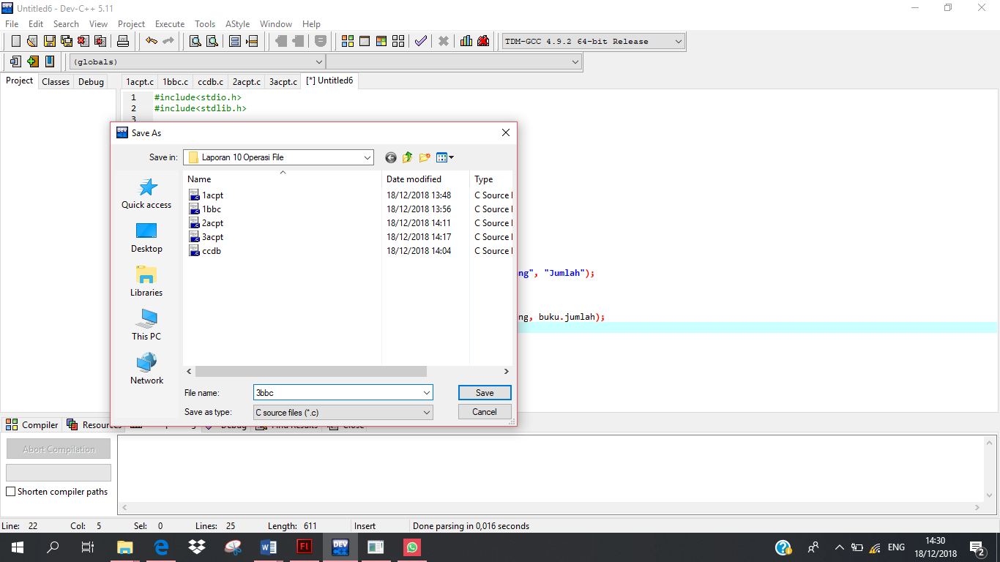 Untitled6 - Dev-C++ 5.11
File Edit Search View Project Execute Tools AStyle Window Help
TDM-GCC 4.9.2 64-bit Release
(globals)
Project Classes Debug 1acpt.c 1bbc.c ccdb.c 2acpt.c 3acpt.c [*] Untitled6
1 #include<stdio.h>
2 #include<stdlib.h>
3
Save As
Save in: Laporan 10 Operasi File
Name Date modified Type
1acpt 18/12/2018 13:48 C Source
1bbc 18/12/2018 13:56 C Source
2acpt 18/12/2018 14:11 C Source
3acpt 18/12/2018 14:17 C Source
ccdb 18/12/2018 14:04 C Source
Quick access
Desktop
Libraries
This PC
Network
File name: 3bbc Save
Save as type: C source files (*.c) Cancel
ng", "Jumlah");
ng, buku.jumlah);
Compiler Resources Debug Find Results Close
Abort Compilation
Shorten compiler paths
Line: 22 Col: 5 Sel: 0 Lines: 25 Length: 611 Insert Done parsing in 0,016 seconds
ENG
14:30
18/12/2018
2